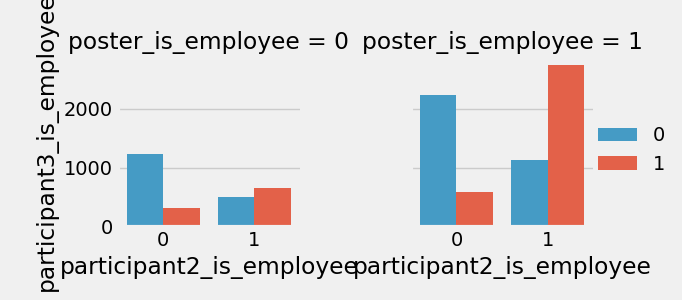 poster_is_employee = 0
poster_is_employee = 1
participant3_is_employee
2000
1000
0
0
1
0
1
participant2_is_employee
participant2_is_employee
0
1